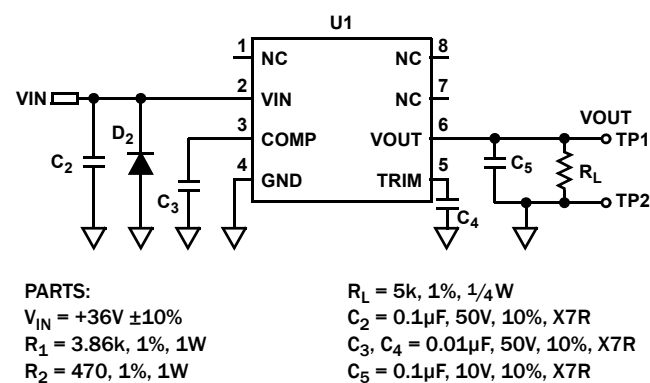 U1
1 NC NC 8
2 VIN NC 7
VIN
3 COMP VOUT 6
4 GND TRIM 5
VOUT
TP1
TP2
D2
C2
C3
C4
C5
RL
PARTS:
VIN = +36V ±10%
R1 = 3.86k, 1%, 1W
R2 = 470, 1%, 1W
RL = 5k, 1%, 1/4W
C2 = 0.1µF, 50V, 10%, X7R
C3, C4 = 0.01µF, 50V, 10%, X7R
C5 = 0.1µF, 10V, 10%, X7R